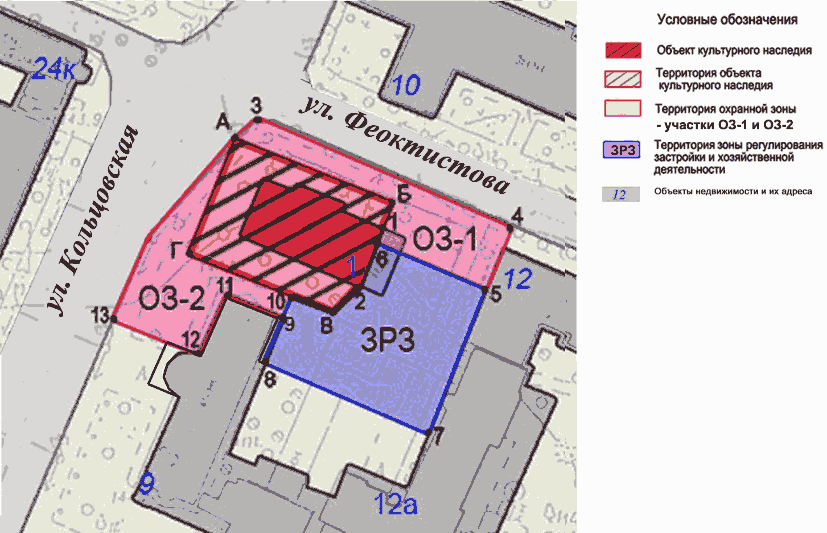 24к
10
ул. Феоктистова
ул. Кольцовская
А
3
Б
1
4
ОЗ-1
6
Г
1
5
12
ОЗ-2
11
10
2
13
9
В
ЗРЗ
12
8
7
9
12а
Условные обозначения
Объект культурного наследия
Территория объекта
культурного наследия
Территория охранной зоны
- участки ОЗ-1 и ОЗ-2
ЗРЗ
Территория зоны регулирования
застройки и хозяйственной
деятельности
12
Объекты недвижимости и их адреса